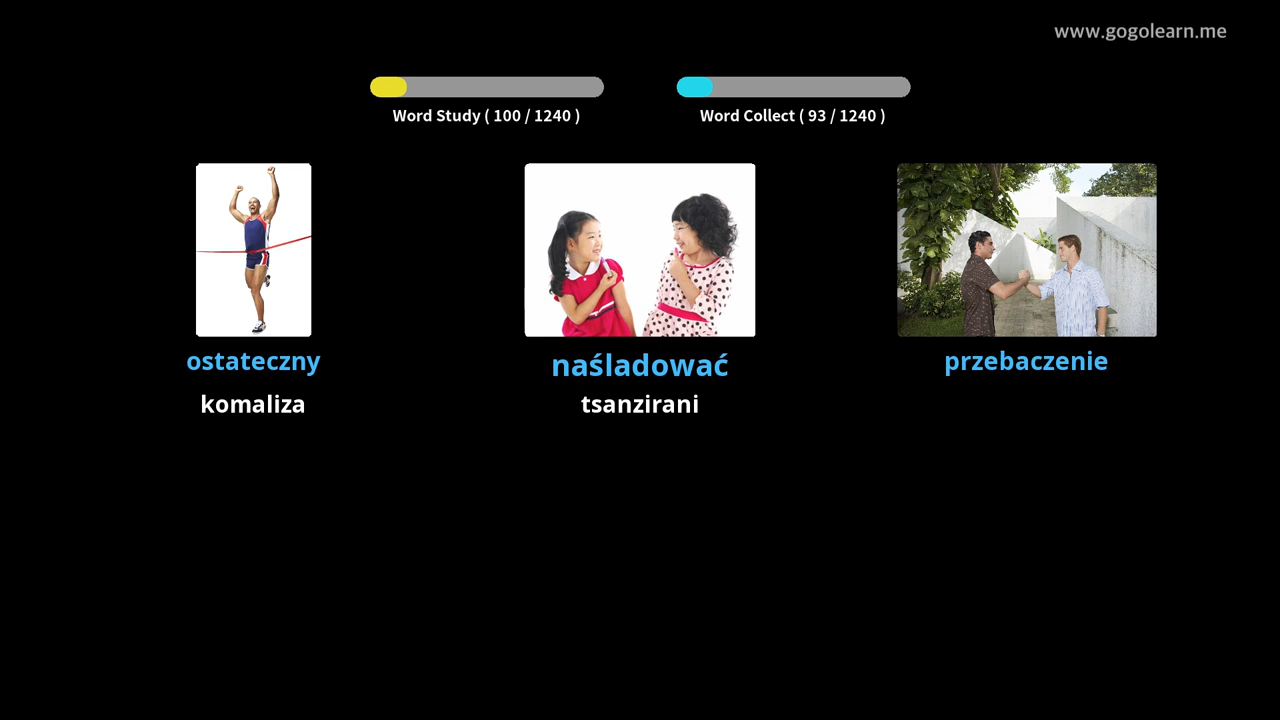 www.gogolearn.me
Word Study ( 100 / 1240 )
Word Collect ( 93 / 1240 )
ostateczny
naśladować
przebaczenie
komaliza
tsanzirani